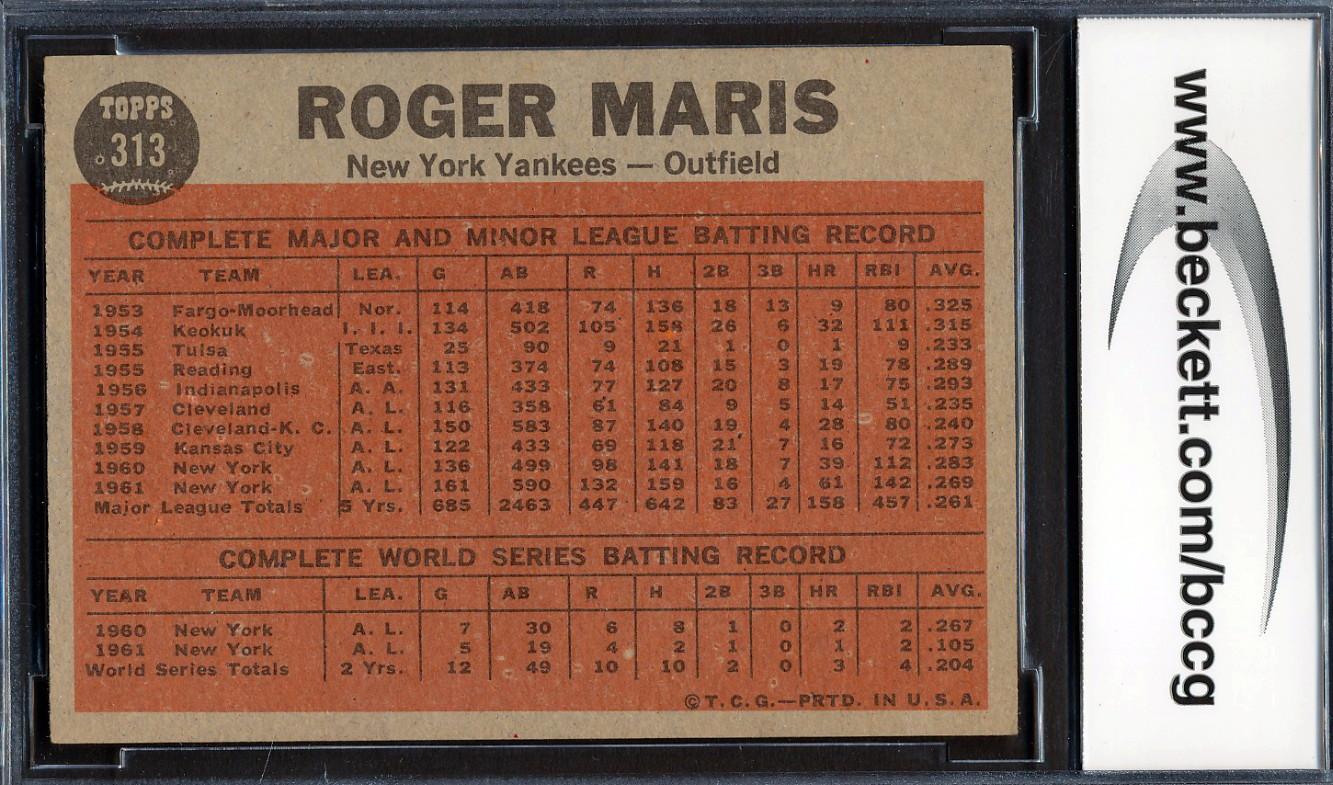 TOPPS
313
ROGER MARIS
New York Yankees — Outfield
COMPLETE MAJOR AND MINOR LEAGUE BATTING RECORD
YEAR TEAM LEA. G AB R H 2B 3B HR RBI AVG.
1953 Fargo-Moorhead Nor. 114 418 74 136 18 13 9 80 .325
1954 Keokuk I. I. I. 134 502 105 158 26 6 32 111 .315
1955 Tulsa Texas 25 90 9 21 1 0 1 9 .233
1955 Reading East. 113 374 74 108 15 3 19 78 .289
1956 Indianapolis A. A. 131 433 77 127 20 8 17 75 .293
1957 Cleveland A. L. 116 358 61 84 9 5 14 51 .235
1958 Cleveland-K. C. A. L. 150 583 87 140 19 4 28 80 .240
1959 Kansas City A. L. 122 433 69 118 21 7 16 72 .273
1960 New York A. L. 136 499 98 141 18 7 39 112 .283
1961 New York A. L. 161 590 132 159 16 4 61 142 .269
Major League Totals 5 Yrs. 685 2463 447 642 83 27 158 457 .261
COMPLETE WORLD SERIES BATTING RECORD
YEAR TEAM LEA. G AB R H 2B 3B HR RBI AVG.
1960 New York A. L. 7 30 6 8 1 0 2 2 .267
1961 New York A. L. 5 19 4 2 1 0 1 2 .105
World Series Totals 2 Yrs. 12 49 10 10 2 0 3 4 .204
©T.C.G.—PRTD. IN U.S.A.
www.beckett.com/bccg